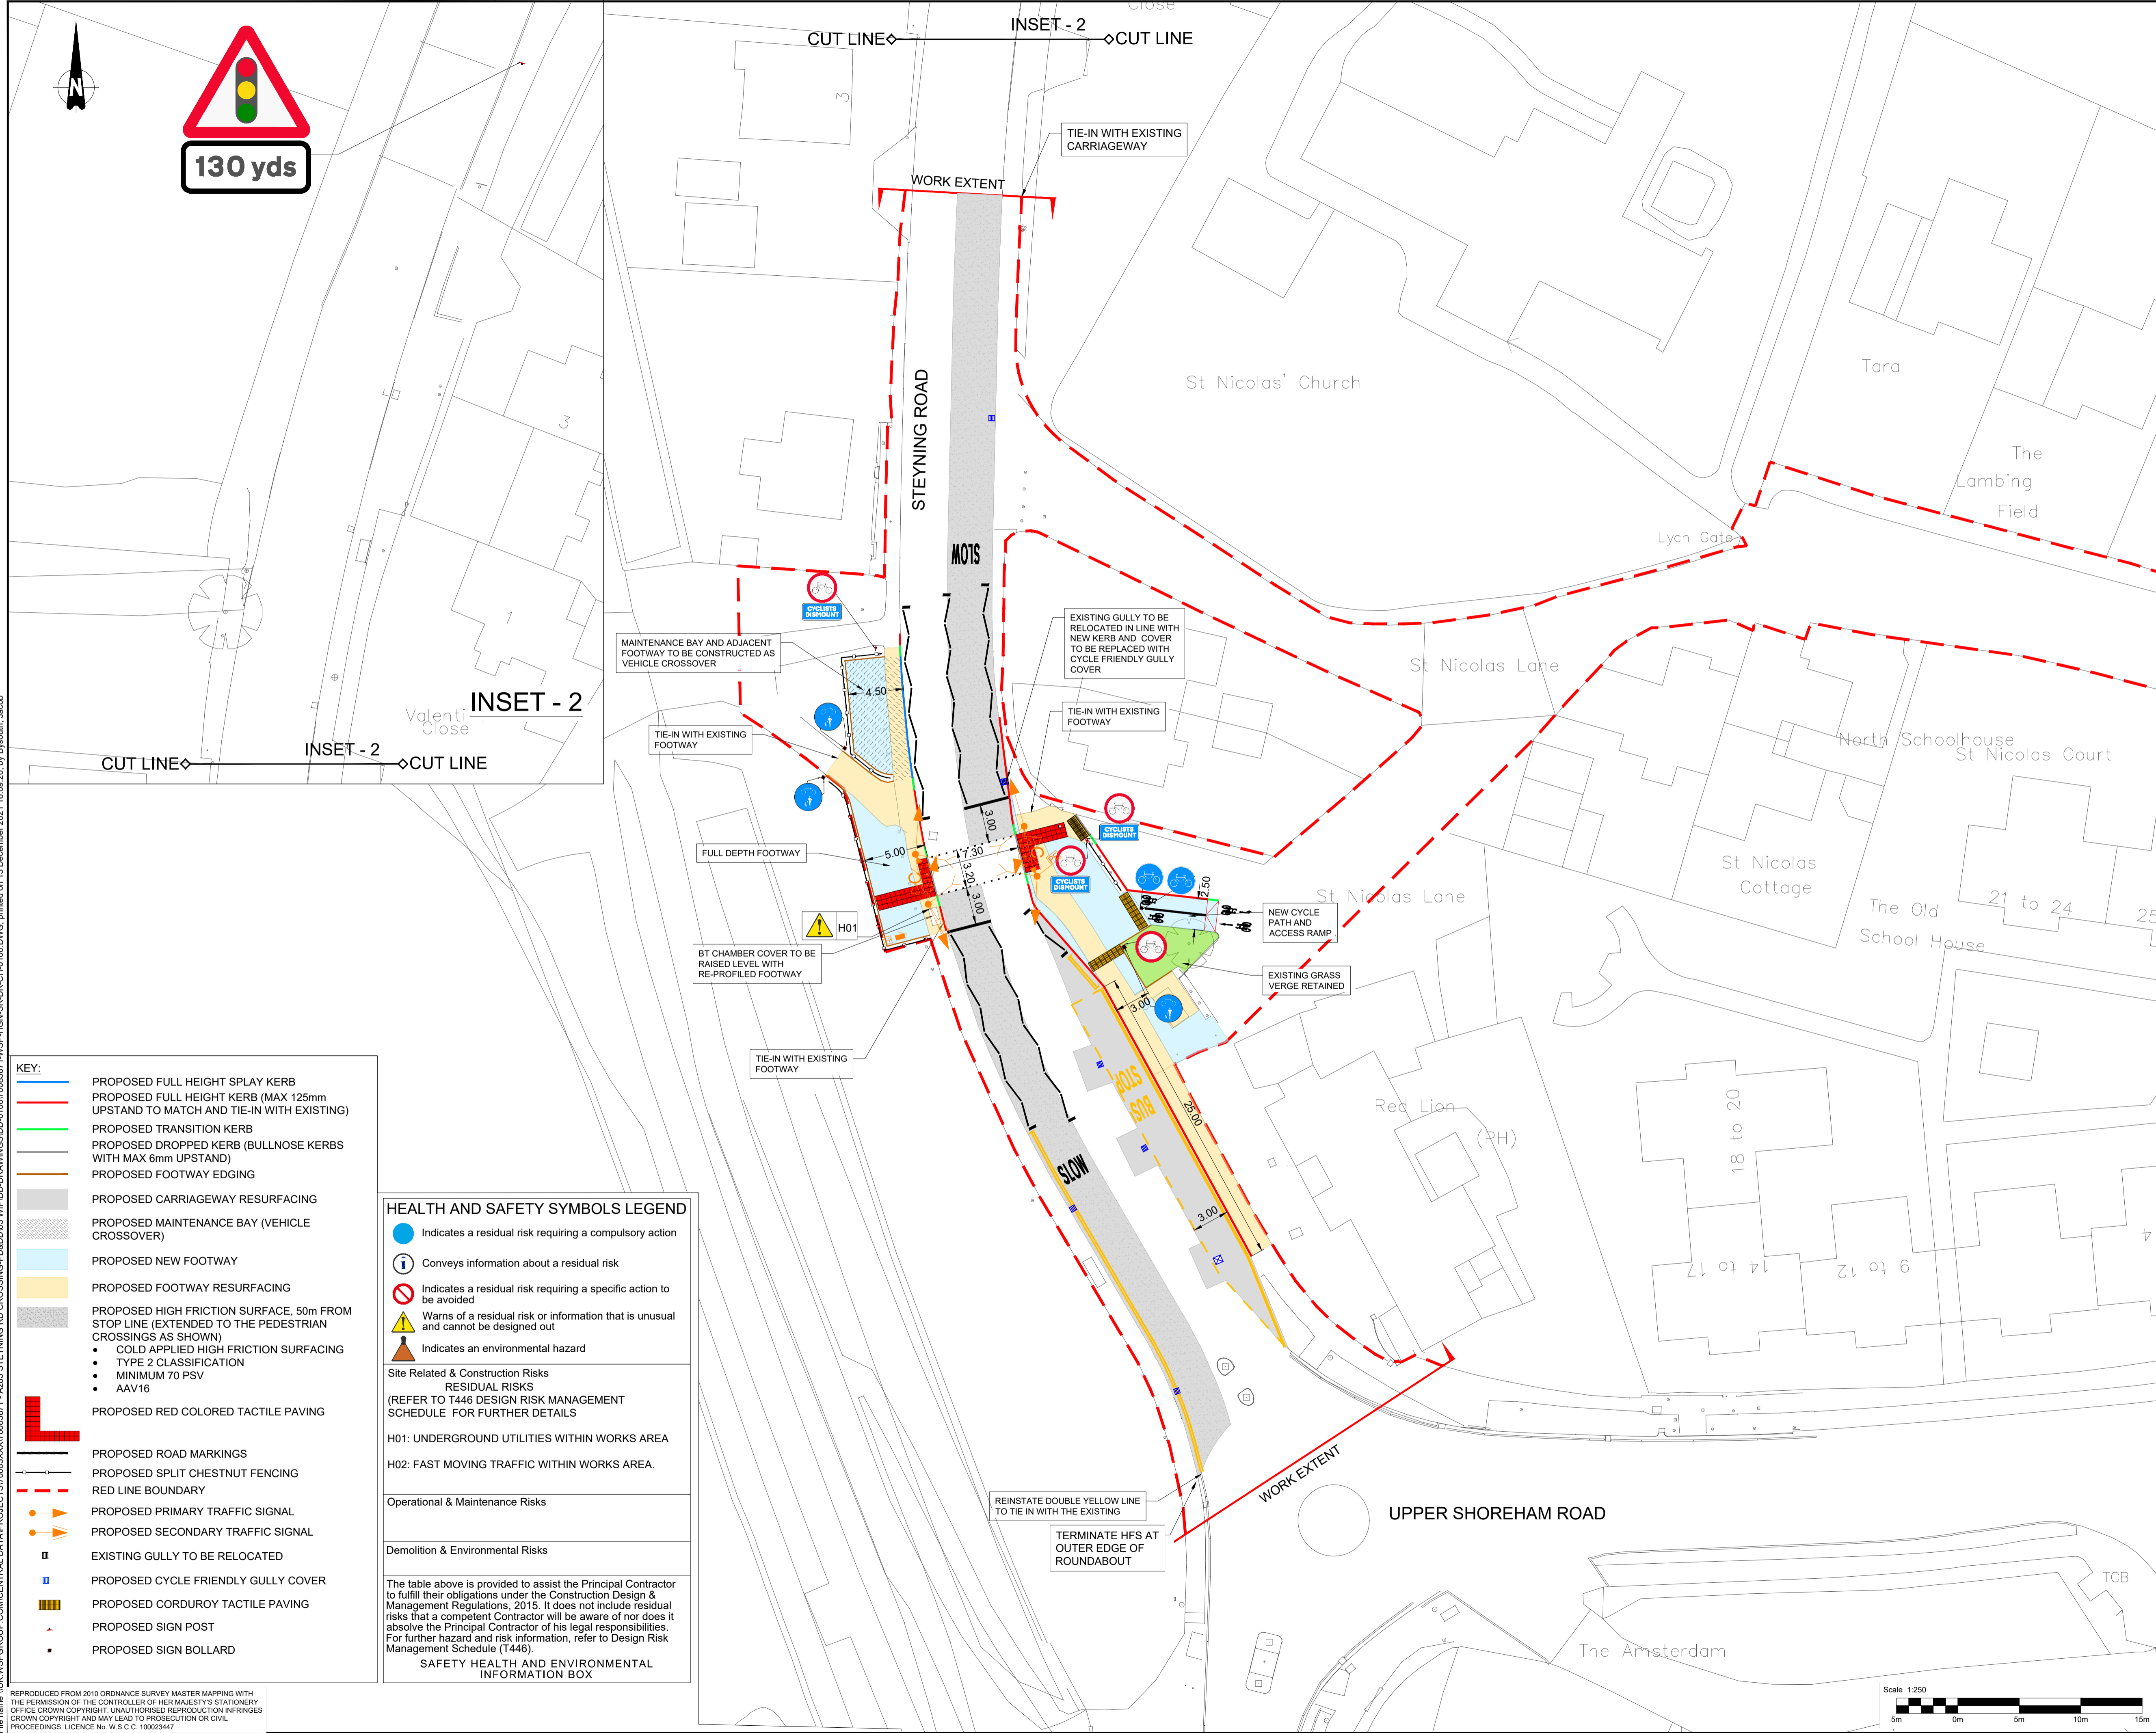 Close
INSET - 2
CUT LINE
CUT LINE
N
130 yds
3
TIE-IN WITH EXISTING
CARRIAGEWAY
WORK EXTENT
St Nicolas' Church
Tara
STEYNING ROAD
The
Lambing
Field
3
Lych Gate
SLOW
1
CYCLISTS
DISMOUNT
MAINTENANCE BAY AND ADJACENT
FOOTWAY TO BE CONSTRUCTED AS
VEHICLE CROSSOVER
EXISTING GULLY TO BE
RELOCATED IN LINE WITH
NEW KERB AND COVER
TO BE REPLACED WITH
CYCLE FRIENDLY GULLY
COVER
St Nicolas Lane
4.50
INSET - 2
Valenti
Close
TIE-IN WITH EXISTING
FOOTWAY
TIE-IN WITH EXISTING
FOOTWAY
North Schoolhouse
St Nicolas Court
INSET - 2
CUT LINE
CUT LINE
3.00
CYCLISTS
DISMOUNT
FULL DEPTH FOOTWAY
5.00
7.30
3.20
3.00
CYCLISTS
DISMOUNT
2.50
St Nicolas
Cottage
St Nicolas Lane
21 to 24
25
The Old
School House
H01
NEW CYCLE
PATH AND
ACCESS RAMP
BT CHAMBER COVER TO BE
RAISED LEVEL WITH
RE-PROFILED FOOTWAY
EXISTING GRASS
VERGE RETAINED
3.00
TIE-IN WITH EXISTING
FOOTWAY
BUS
STOP
25.00
Red Lion
(PH)
18 to 20
SLOW
3.00
14 to 17
9 to 12
4
KEY:
PROPOSED FULL HEIGHT SPLAY KERB
PROPOSED FULL HEIGHT KERB (MAX 125mm
UPSTAND TO MATCH AND TIE-IN WITH EXISTING)
PROPOSED TRANSITION KERB
PROPOSED DROPPED KERB (BULLNOSE KERBS
WITH MAX 6mm UPSTAND)
PROPOSED FOOTWAY EDGING
PROPOSED CARRIAGEWAY RESURFACING
PROPOSED MAINTENANCE BAY (VEHICLE
CROSSOVER)
PROPOSED NEW FOOTWAY
PROPOSED FOOTWAY RESURFACING
PROPOSED HIGH FRICTION SURFACE, 50m FROM
STOP LINE (EXTENDED TO THE PEDESTRIAN
CROSSINGS AS SHOWN)
• COLD APPLIED HIGH FRICTION SURFACING
• TYPE 2 CLASSIFICATION
• MINIMUM 70 PSV
• AAV16
PROPOSED RED COLORED TACTILE PAVING
PROPOSED ROAD MARKINGS
PROPOSED SPLIT CHESTNUT FENCING
RED LINE BOUNDARY
PROPOSED PRIMARY TRAFFIC SIGNAL
PROPOSED SECONDARY TRAFFIC SIGNAL
EXISTING GULLY TO BE RELOCATED
PROPOSED CYCLE FRIENDLY GULLY COVER
PROPOSED CORDUROY TACTILE PAVING
PROPOSED SIGN POST
PROPOSED SIGN BOLLARD
HEALTH AND SAFETY SYMBOLS LEGEND
Indicates a residual risk requiring a compulsory action
Conveys information about a residual risk
Indicates a residual risk requiring a specific action to
be avoided
Warns of a residual risk or information that is unusual
and cannot be designed out
Indicates an environmental hazard
Site Related & Construction Risks
RESIDUAL RISKS
(REFER TO T446 DESIGN RISK MANAGEMENT
SCHEDULE FOR FURTHER DETAILS
H01: UNDERGROUND UTILITIES WITHIN WORKS AREA
H02: FAST MOVING TRAFFIC WITHIN WORKS AREA.
Operational & Maintenance Risks
Demolition & Environmental Risks
The table above is provided to assist the Principal Contractor
to fulfill their obligations under the Construction Design &
Management Regulations, 2015. It does not include residual
risks that a competent Contractor will be aware of nor does it
absolve the Principal Contractor of his legal responsibilities.
For further hazard and risk information, refer to Design Risk
Management Schedule (T446).
SAFETY HEALTH AND ENVIRONMENTAL
INFORMATION BOX
REINSTATE DOUBLE YELLOW LINE
TO TIE IN WITH THE EXISTING
TERMINATE HFS AT
OUTER EDGE OF
ROUNDABOUT
WORK EXTENT
UPPER SHOREHAM ROAD
TCB
The Amsterdam
Scale 1:250
5m 0m 5m 10m 15m
REPRODUCED FROM 2010 ORDNANCE SURVEY MASTER MAPPING WITH
THE PERMISSION OF THE CONTROLLER OF HER MAJESTY'S STATIONERY
OFFICE CROWN COPYRIGHT. UNAUTHORISED REPRODUCTION INFRINGES
CROWN COPYRIGHT AND MAY LEAD TO PROSECUTION OR CIVIL
PROCEEDINGS. LICENCE No. W.S.C.C. 100023447